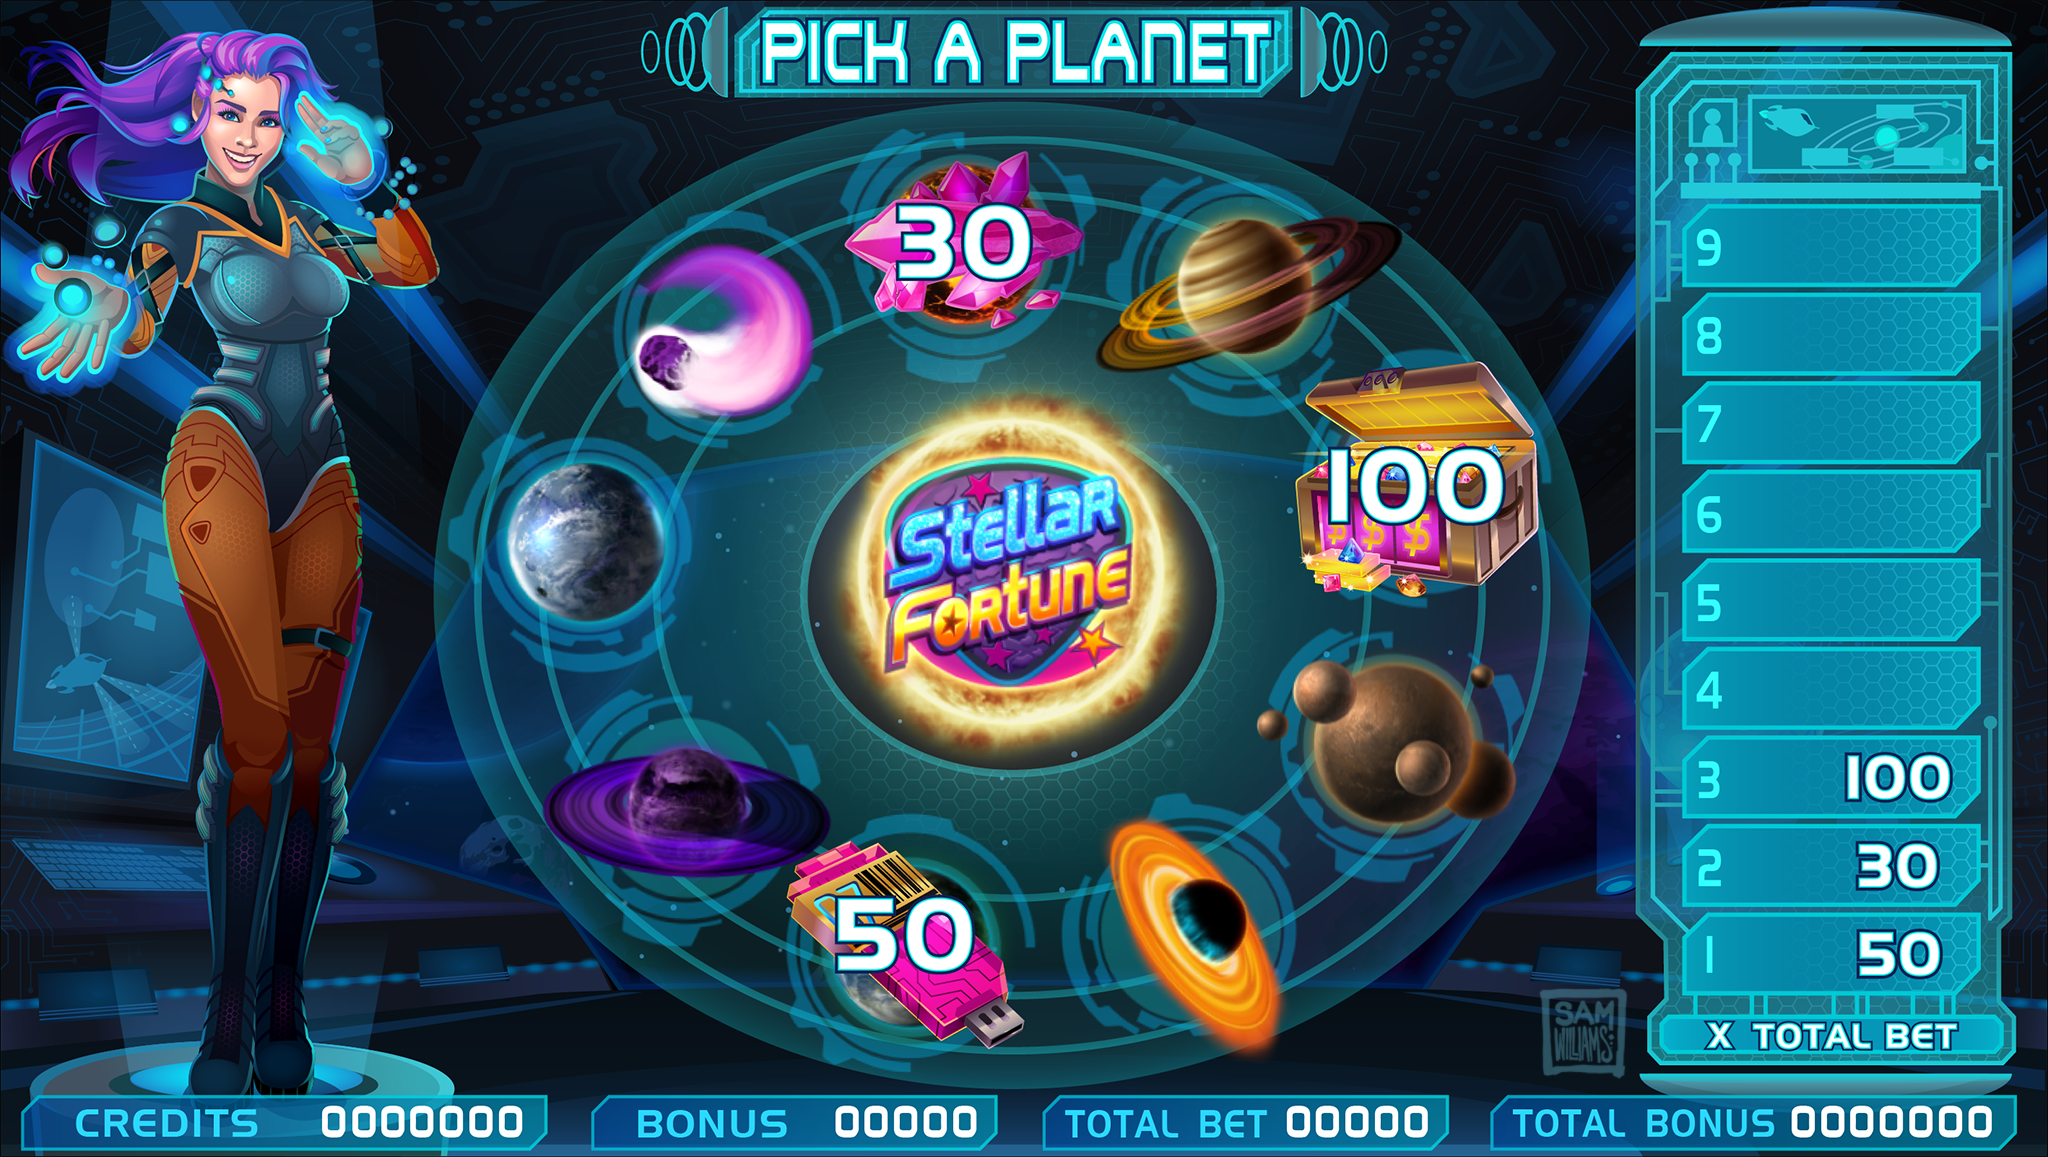 PICK A PLANET
30
100
50
Stellar
Fortune
$ $ $
9
8
7
6
5
4
3 100
2 30
1 50
X TOTAL BET
SAM
WILLIAMS
CREDITS 0000000
BONUS 00000
TOTAL BET 00000
TOTAL BONUS 0000000